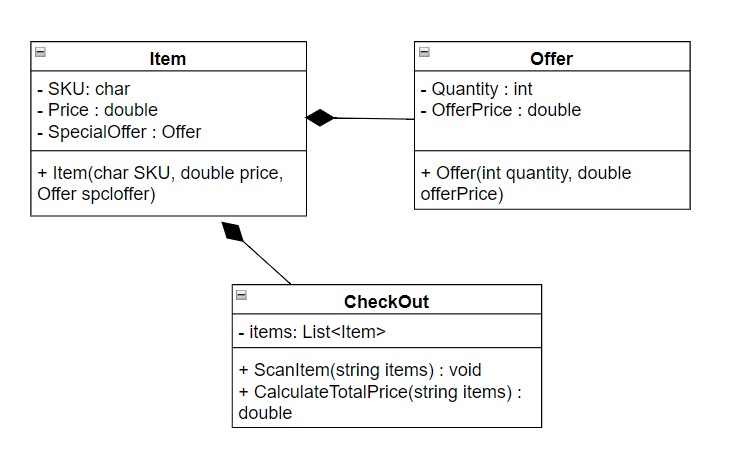 Item
- SKU: char
- Price : double
- SpecialOffer : Offer
+ Item(char SKU, double price,
Offer spcloffer)
Offer
- Quantity : int
- OfferPrice : double
+ Offer(int quantity, double
offerPrice)
CheckOut
- items: List<Item>
+ ScanItem(string items) : void
+ CalculateTotalPrice(string items) :
double